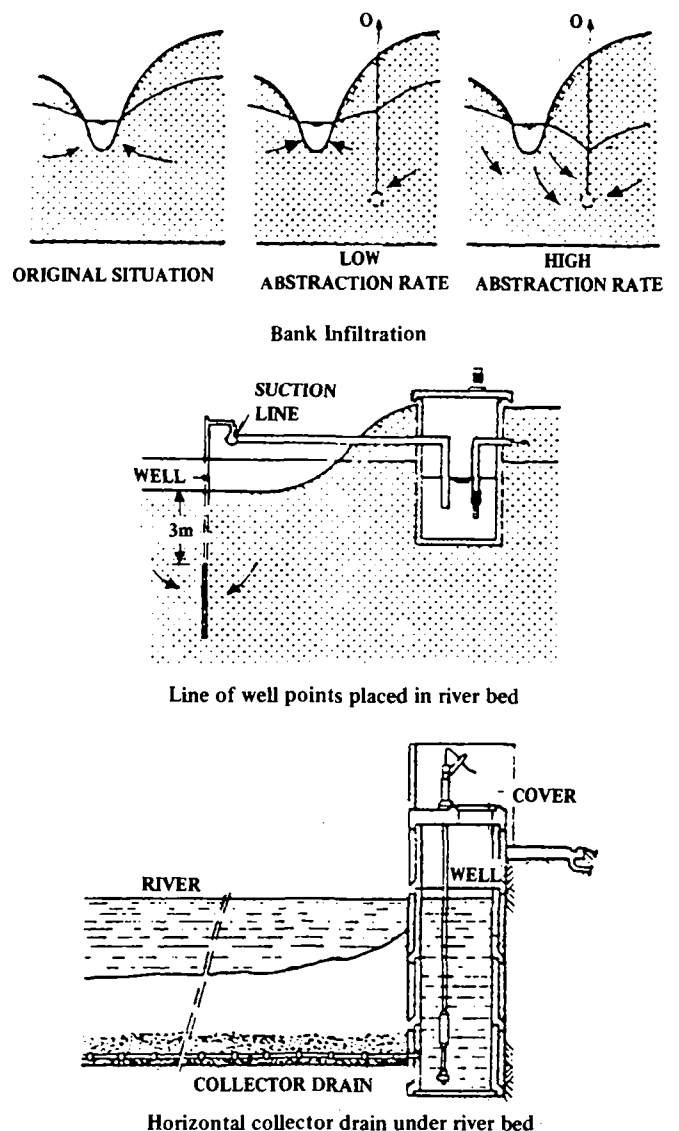 O
O
ORIGINAL SITUATION
LOW
ABSTRACTION RATE
HIGH
ABSTRACTION RATE
Bank Infiltration
SUCTION
LINE
WELL
3m
Line of well points placed in river bed
COVER
WELL
RIVER
COLLECTOR DRAIN
Horizontal collector drain under river bed